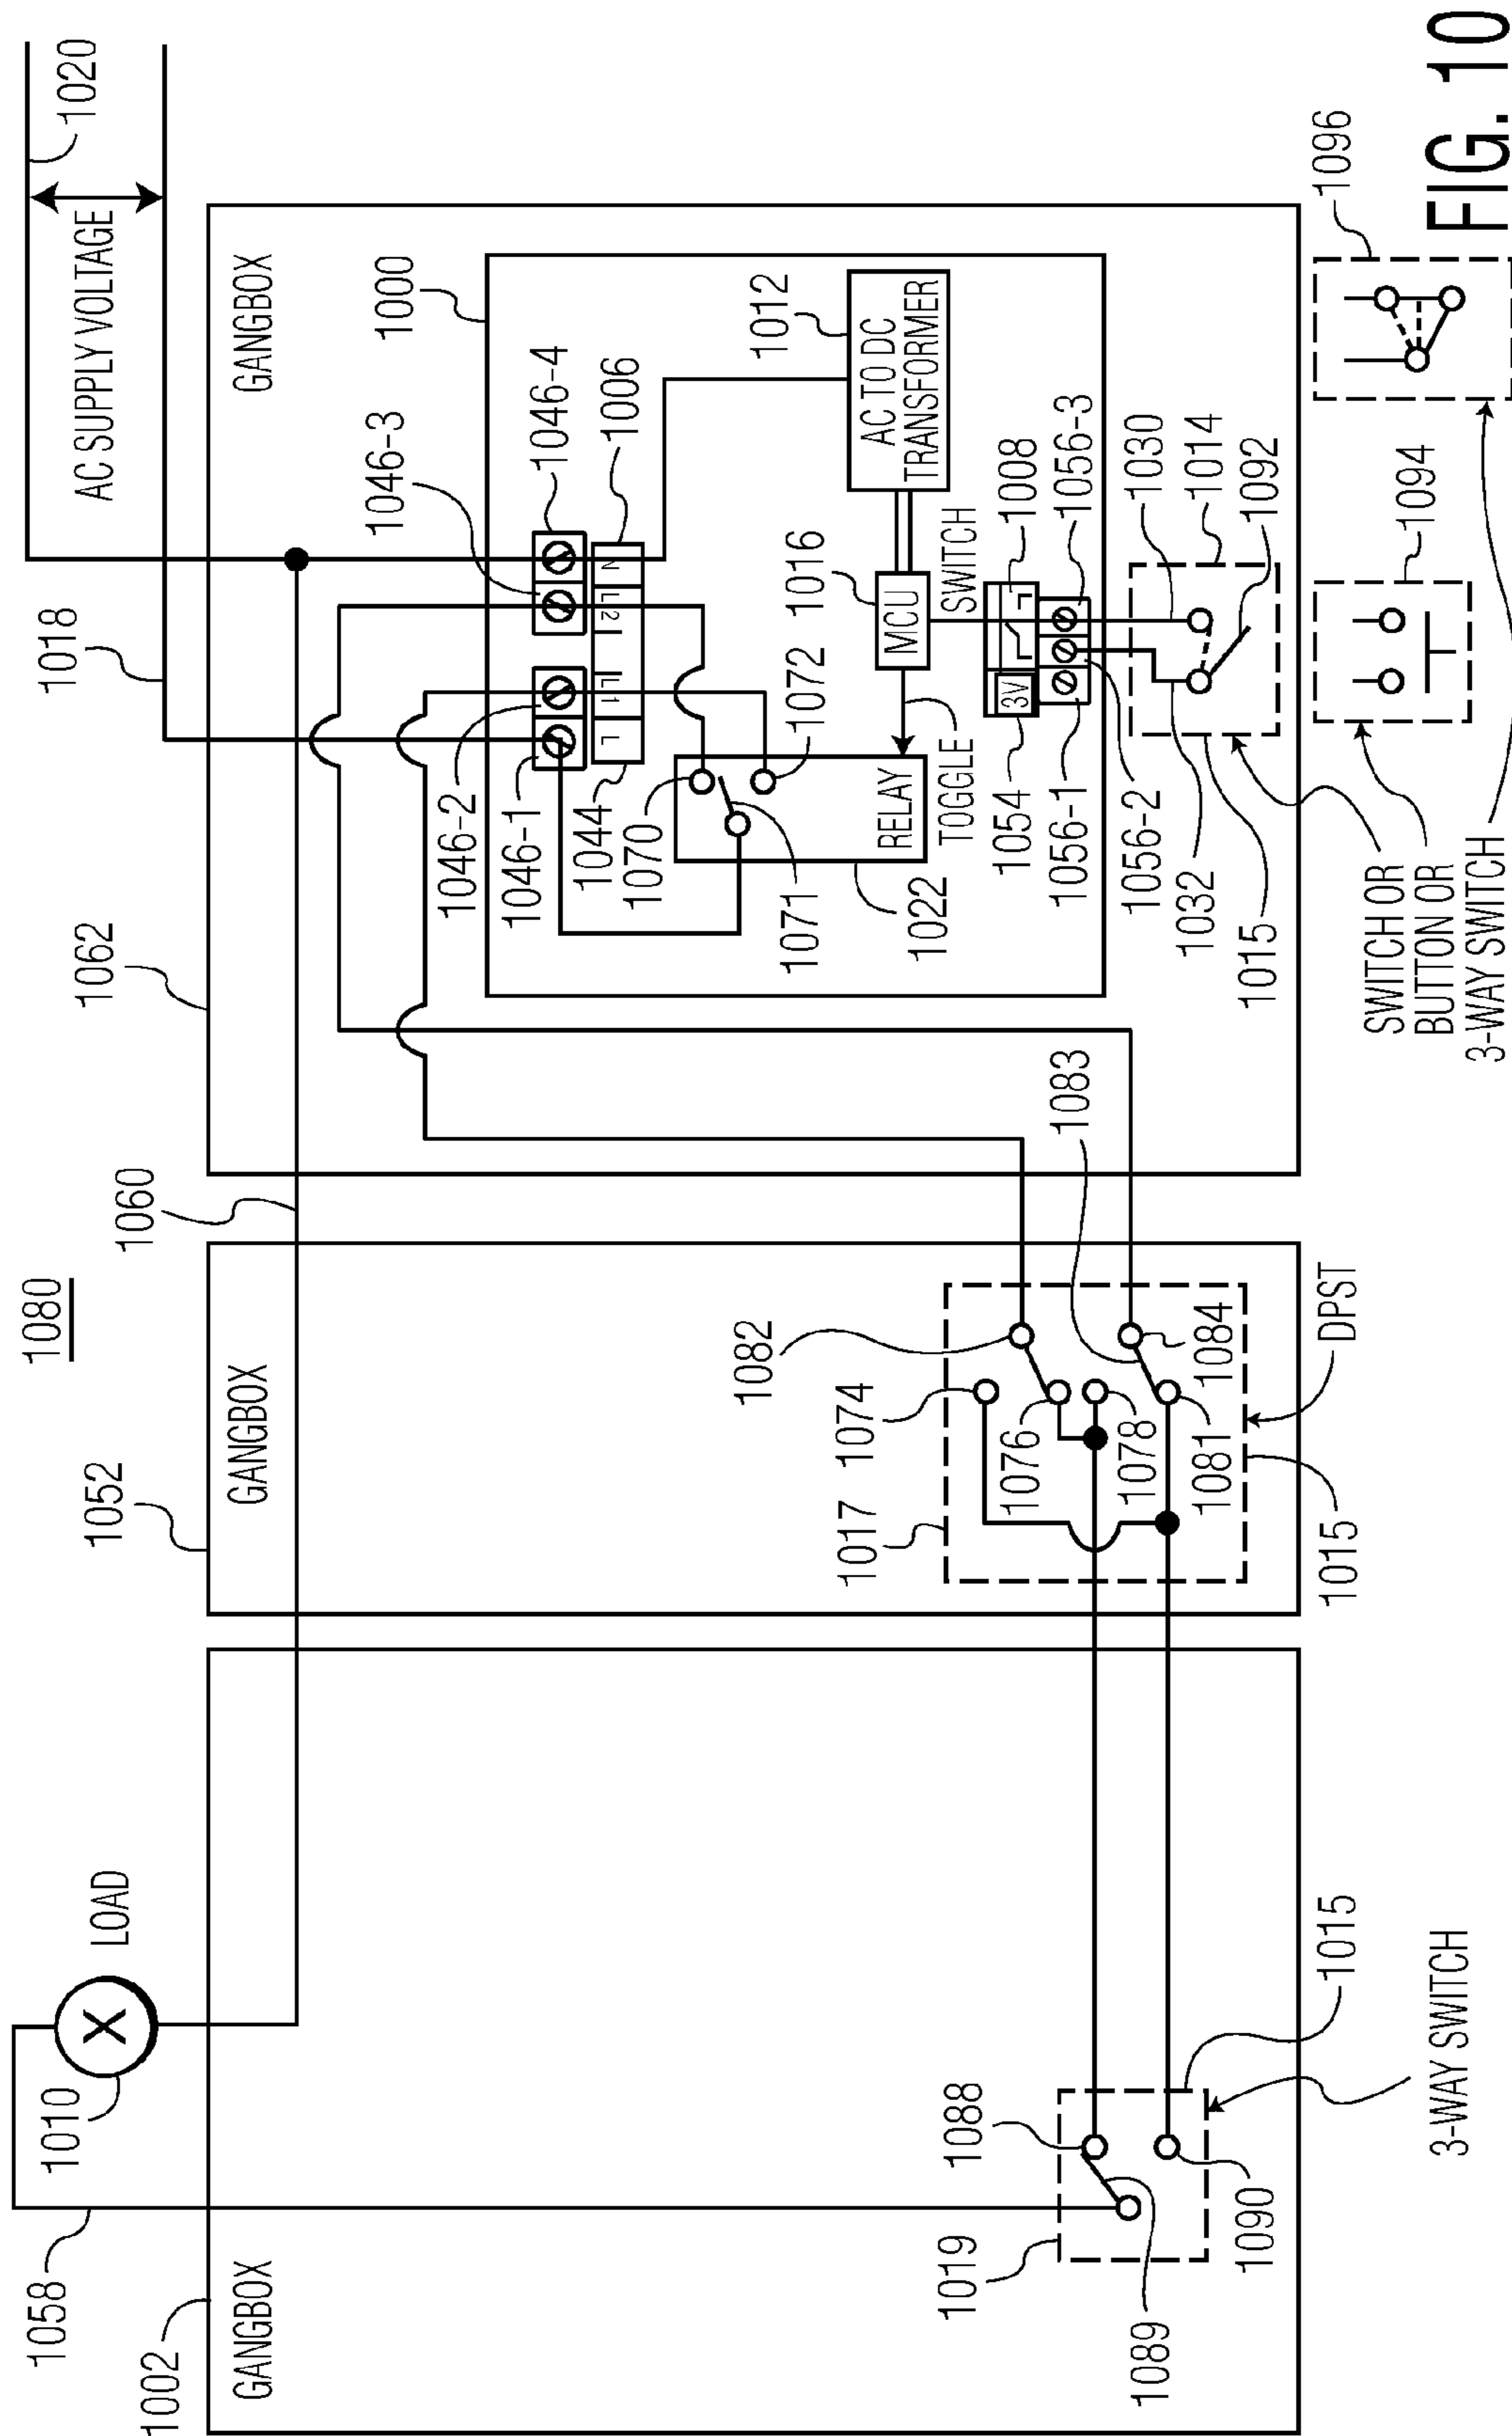 1080
FIG. 10
1002
1058
GANGBOX
1010
LOAD
1052
GANGBOX
1060
1062
1018
AC SUPPLY VOLTAGE
1020
GANGBOX
1000
1046-3
1046-4
1046-2
1046-1
1044
1006
L
L1
L2
N
1070
1071
1072
1022
RELAY
TOGGLE
1016
MCU
1012
AC TO DC
TRANSFORMER
SWITCH
1008
1054
3V
1056-1
1056-2
1056-3
1032
1030
1015
1014
1092
1094
1096
SWITCH OR
BUTTON OR
3-WAY SWITCH
1017
1074
1082
1083
1076
1078
1081
1084
DPST
1015
1019
1088
1089
1090
1015
3-WAY SWITCH